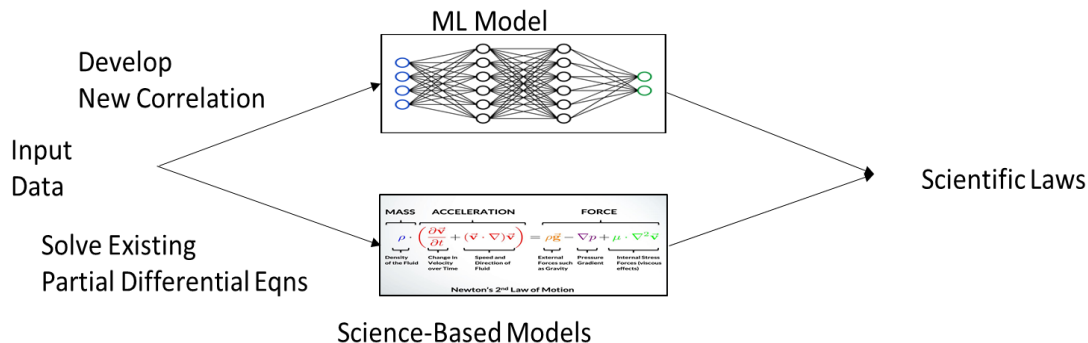 ML Model
Develop
New Correlation
Input
Data
Scientific Laws
Solve Existing
Partial Differential Eqns
MASS ACCELERATION FORCE
ρ · (∂v⃗/∂t + (v⃗ · ∇)v⃗) = ρg⃗ − ∇p + μ · ∇²v⃗
Density of the Fluid
Change in Velocity over Time
Speed and Direction of Fluid
External Forces such as Gravity
Pressure Gradient
Internal Stress Forces (viscous effects)
Newton's 2nd Law of Motion
Science-Based Models